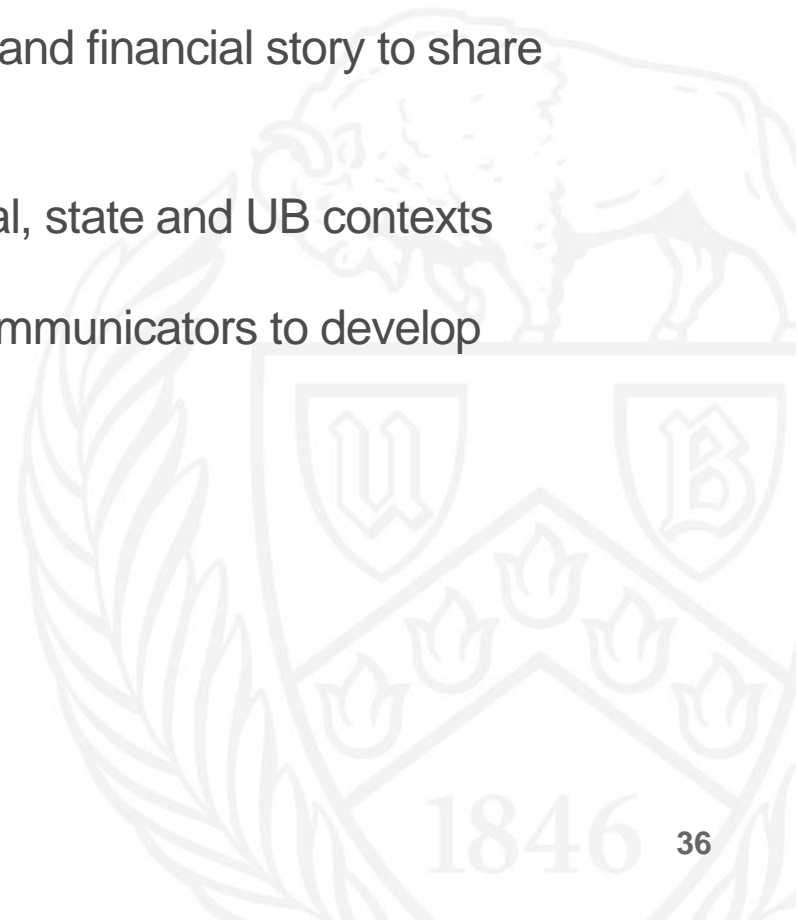 and financial story to share
al, state and UB contexts
mmunicators to develop
U B
1846
36